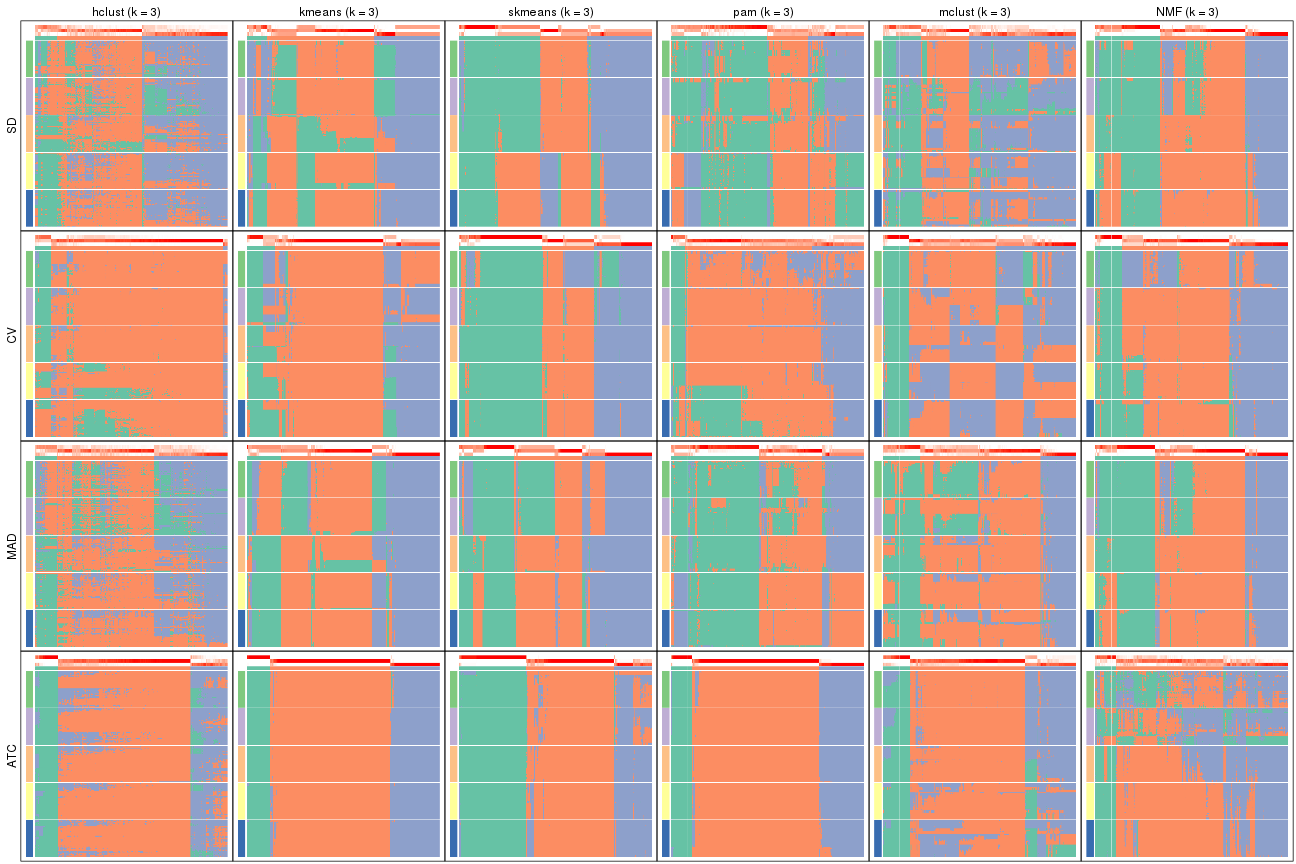 hclust (k = 3) kmeans (k = 3) skmeans (k = 3) pam (k = 3) mclust (k = 3) NMF (k = 3)
SD
CV
MAD
ATC